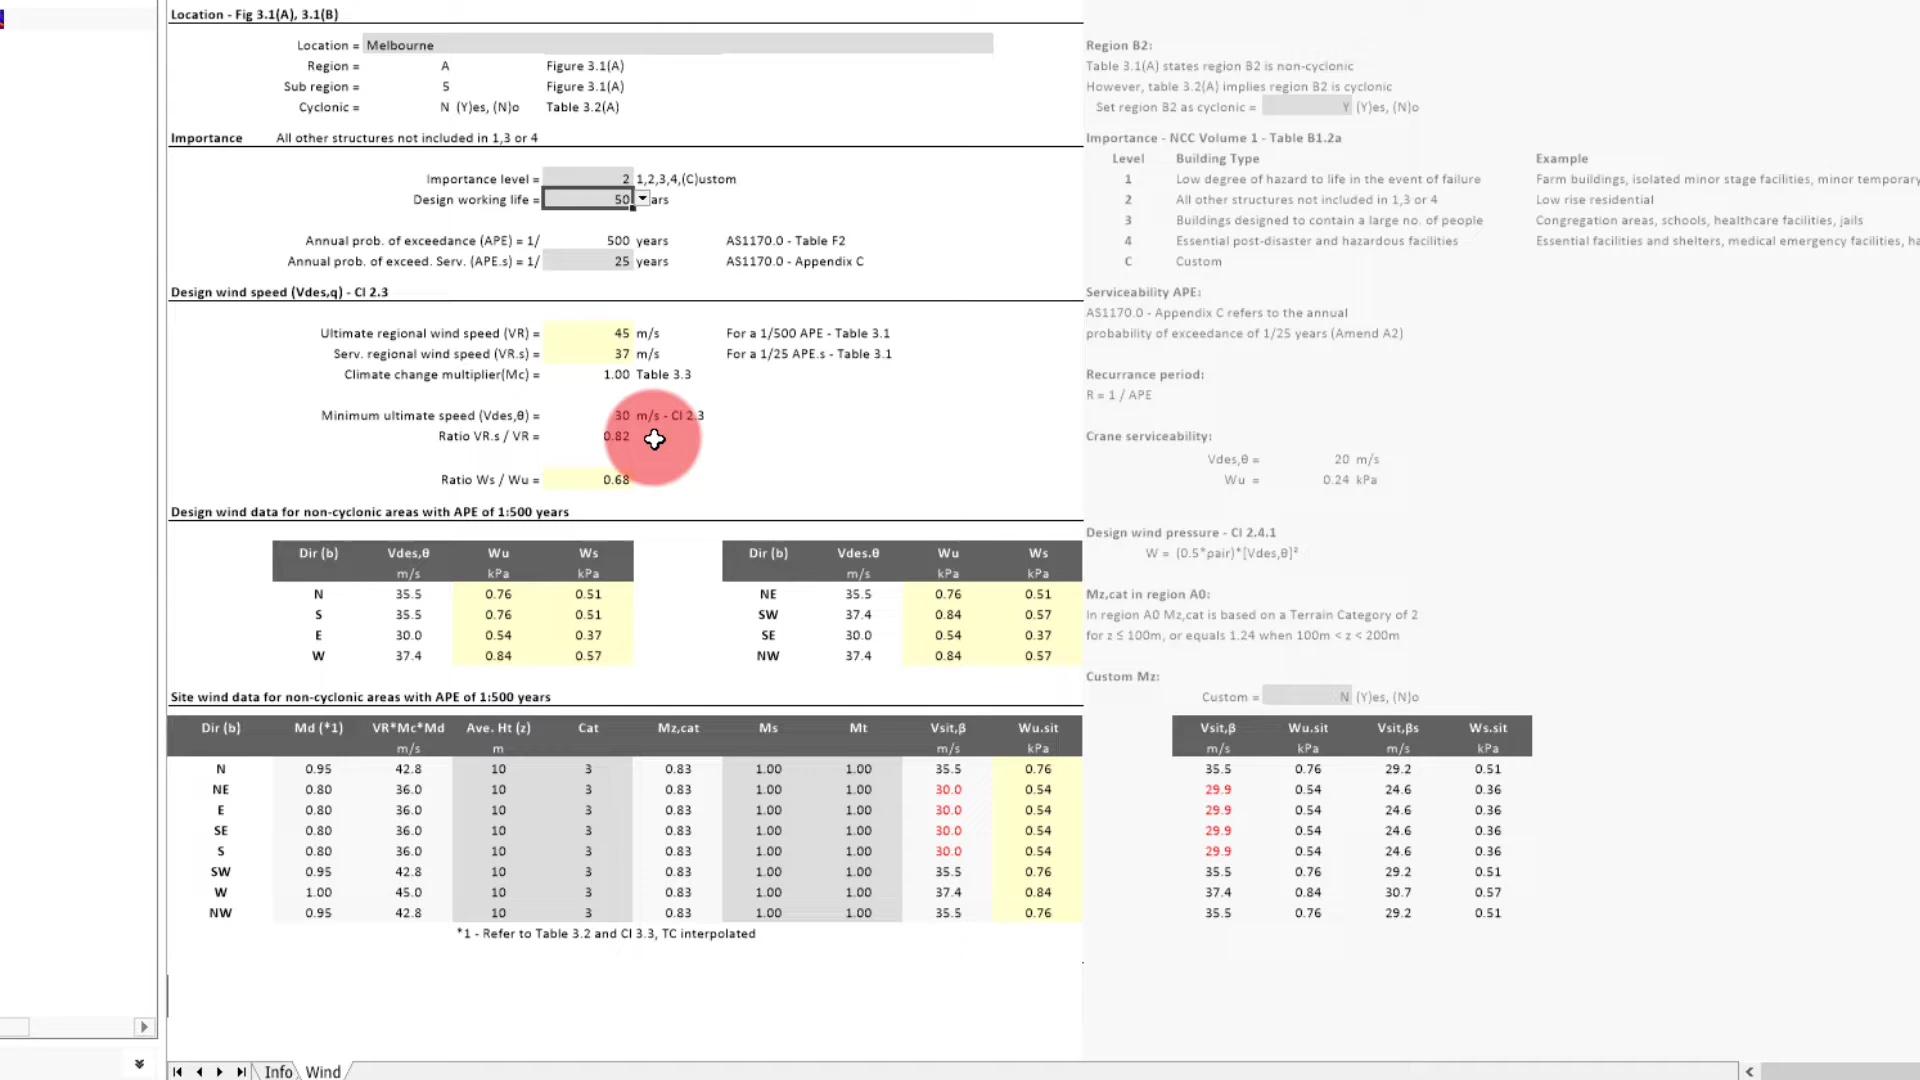 Location - Fig 3.1(A), 3.1(B)
Location = Melbourne
Region = A Figure 3.1(A)
Sub region = 5 Figure 3.1(A)
Cyclonic = N (Y)es, (N)o Table 3.2(A)
Importance All other structures not included in 1,3 or 4
Importance level = 2 1,2,3,4,(C)ustom
Design working life = 50 ars
Annual prob. of exceedance (APE) = 1/ 500 years AS1170.0 - Table F2
Annual prob. of exceed. Serv. (APE.s) = 1/ 25 years AS1170.0 - Appendix C
Design wind speed (Vdes,q) - Cl 2.3
Ultimate regional wind speed (VR) = 45 m/s For a 1/500 APE - Table 3.1
Serv. regional wind speed (VR.s) = 37 m/s For a 1/25 APE.s - Table 3.1
Climate change multiplier(Mc) = 1.00 Table 3.3
Minimum ultimate speed (Vdes,θ) = 30 m/s - Cl 2.3
Ratio VR.s / VR = 0.82
Ratio Ws / Wu = 0.68
Design wind data for non-cyclonic areas with APE of 1:500 years
Dir (b) Vdes,θ Wu Ws Dir (b) Vdes.θ Wu Ws
m/s kPa kPa m/s kPa kPa
N 35.5 0.76 0.51 NE 35.5 0.76 0.51
S 35.5 0.76 0.51 SW 37.4 0.84 0.57
E 30.0 0.54 0.37 SE 30.0 0.54 0.37
W 37.4 0.84 0.57 NW 37.4 0.84 0.57
Site wind data for non-cyclonic areas with APE of 1:500 years
Dir (b) Md (*1) VR*Mc*Md Ave. Ht (z) Cat Mz,cat Ms Mt Vsit,β Wu.sit
m/s m m/s kPa
N 0.95 42.8 10 3 0.83 1.00 1.00 35.5 0.76
NE 0.80 36.0 10 3 0.83 1.00 1.00 30.0 0.54
E 0.80 36.0 10 3 0.83 1.00 1.00 30.0 0.54
SE 0.80 36.0 10 3 0.83 1.00 1.00 30.0 0.54
S 0.80 36.0 10 3 0.83 1.00 1.00 30.0 0.54
SW 0.95 42.8 10 3 0.83 1.00 1.00 35.5 0.76
W 1.00 45.0 10 3 0.83 1.00 1.00 37.4 0.84
NW 0.95 42.8 10 3 0.83 1.00 1.00 35.5 0.76
*1 - Refer to Table 3.2 and Cl 3.3, TC interpolated
Region B2:
Table 3.1(A) states region B2 is non-cyclonic
However, table 3.2(A) implies region B2 is cyclonic
Set region B2 as cyclonic = Y (Y)es, (N)o
Importance - NCC Volume 1 - Table B1.2a
Level Building Type Example
1 Low degree of hazard to life in the event of failure Farm buildings, isolated minor stage facilities, minor temporary
2 All other structures not included in 1,3 or 4 Low rise residential
3 Buildings designed to contain a large no. of people Congregation areas, schools, healthcare facilities, jails
4 Essential post-disaster and hazardous facilities Essential facilities and shelters, medical emergency facilities, ha
C Custom
Serviceability APE:
AS1170.0 - Appendix C refers to the annual
probability of exceedance of 1/25 years (Amend A2)
Recurrance period:
R = 1 / APE
Crane serviceability:
Vdes,θ = 20 m/s
Wu = 0.24 kPa
Design wind pressure - Cl 2.4.1
W = (0.5*ρair)*[Vdes,θ]²
Mz,cat in region A0:
In region A0 Mz,cat is based on a Terrain Category of 2
for z ≤ 100m, or equals 1.24 when 100m < z < 200m
Custom Mz:
Custom = N (Y)es, (N)o
Vsit,β Wu.sit Vsit,βs Ws.sit
m/s kPa m/s kPa
35.5 0.76 29.2 0.51
29.9 0.54 24.6 0.36
29.9 0.54 24.6 0.36
29.9 0.54 24.6 0.36
29.9 0.54 24.6 0.36
35.5 0.76 29.2 0.51
37.4 0.84 30.7 0.57
35.5 0.76 29.2 0.51
Info Wind